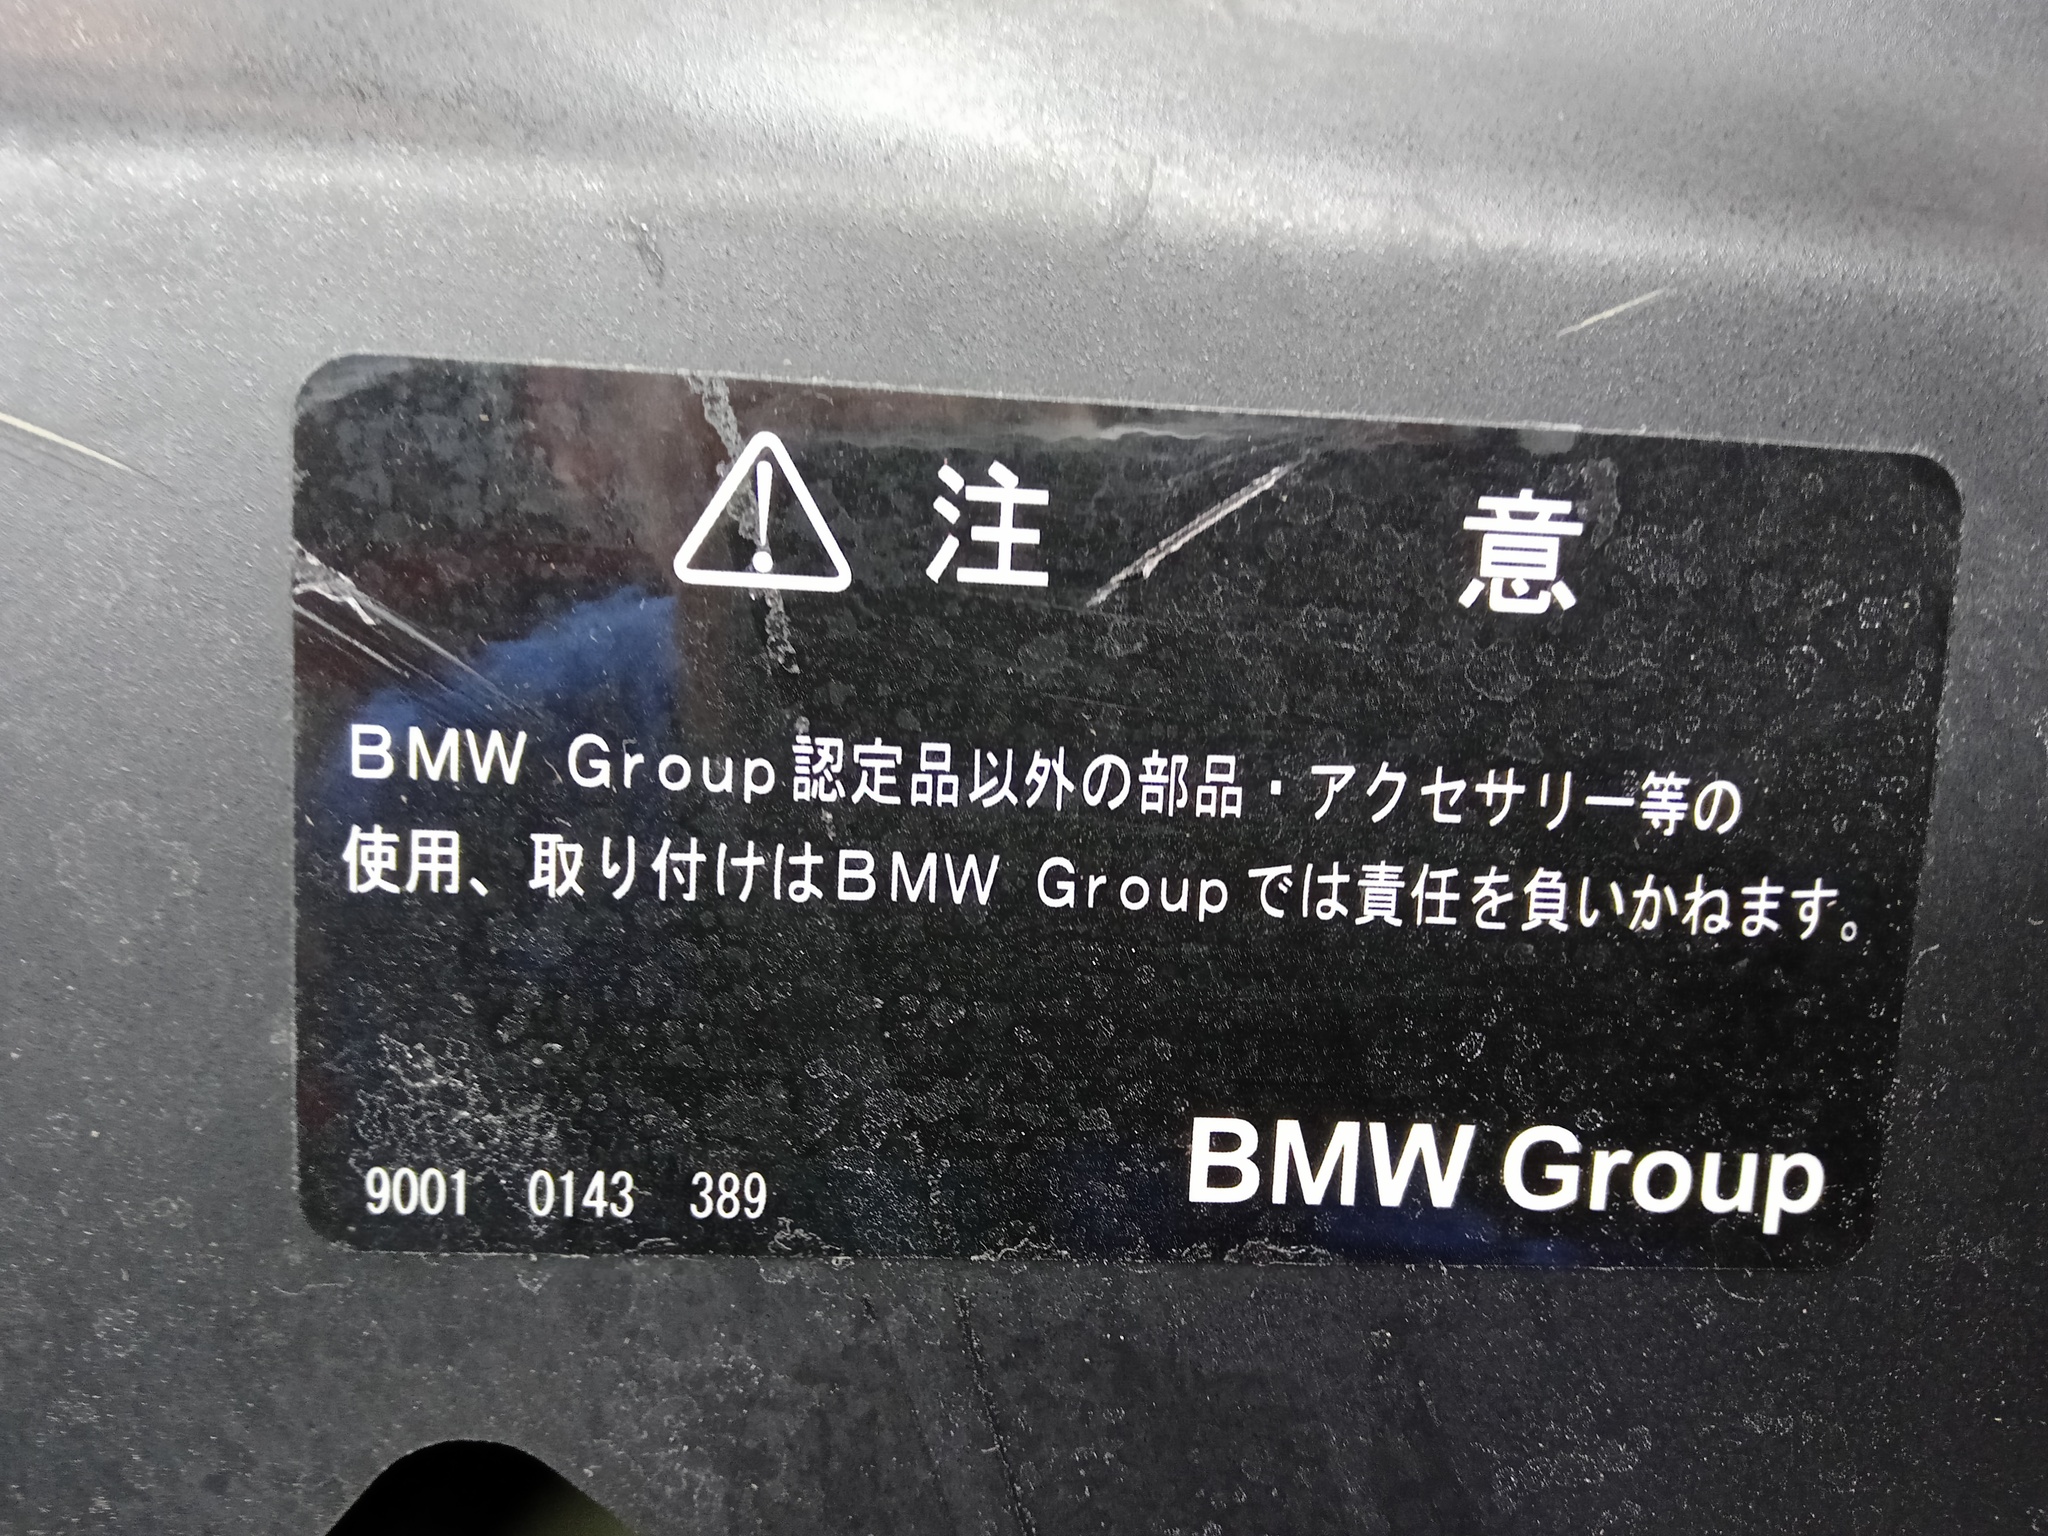 ⚠ 注 意
BMW Group認定品以外の部品・アクセサリー等の
使用、取り付けはBMW Groupでは責任を負いかねます。
9001 0143 389
BMW Group